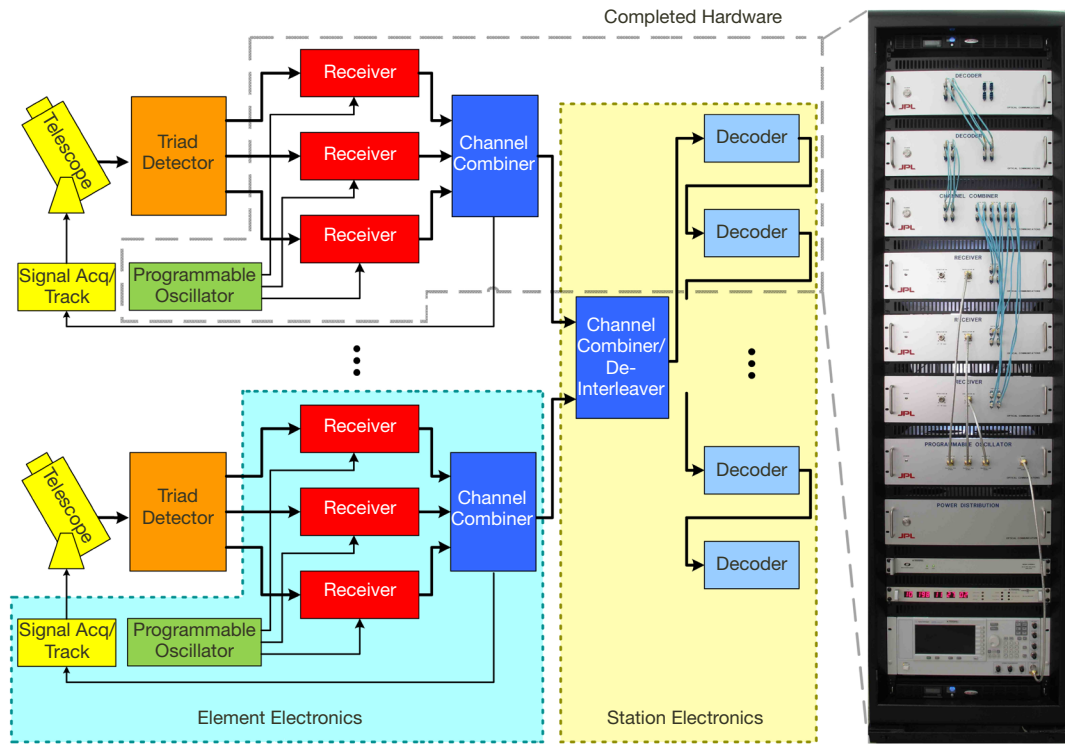 Completed Hardware
Telescope
Triad
Detector
Receiver
Receiver
Receiver
Channel
Combiner
Signal Acq/
Track
Programmable
Oscillator
Decoder
Decoder
Channel
Combiner/
De-
Interleaver
Telescope
Triad
Detector
Receiver
Receiver
Receiver
Channel
Combiner
Signal Acq/
Track
Programmable
Oscillator
Decoder
Decoder
Element Electronics
Station Electronics
DECODER
JPL
DECODER
JPL
CHANNEL COMBINER
JPL
RECEIVER
JPL
RECEIVER
JPL
RECEIVER
JPL
PROGRAMMABLE OSCILLATOR
JPL
POWER DISTRIBUTION
JPL